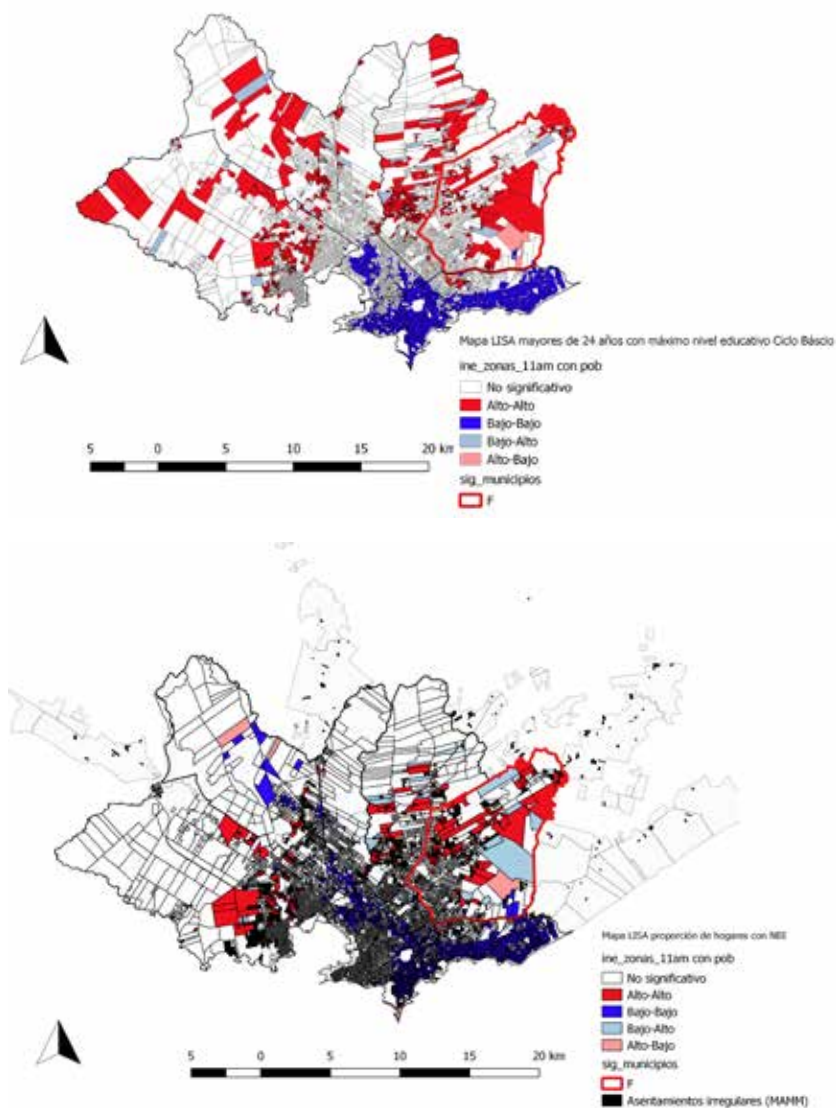 Mapa LISA mayores de 24 años con máximo nivel educativo Ciclo Báscio
ine_zonas_11am con pob
No significativo
Alto-Alto
Bajo-Bajo
Bajo-Alto
Alto-Bajo
sig_municipios
F
5 0 5 10 15 20 km
Mapa LISA proporción de hogares con NBI
ine_zonas_11am con pob
No significativo
Alto-Alto
Bajo-Bajo
Bajo-Alto
Alto-Bajo
sig_municipios
F
Asentamientos irregulares (MAMM)
5 0 5 10 15 20 km